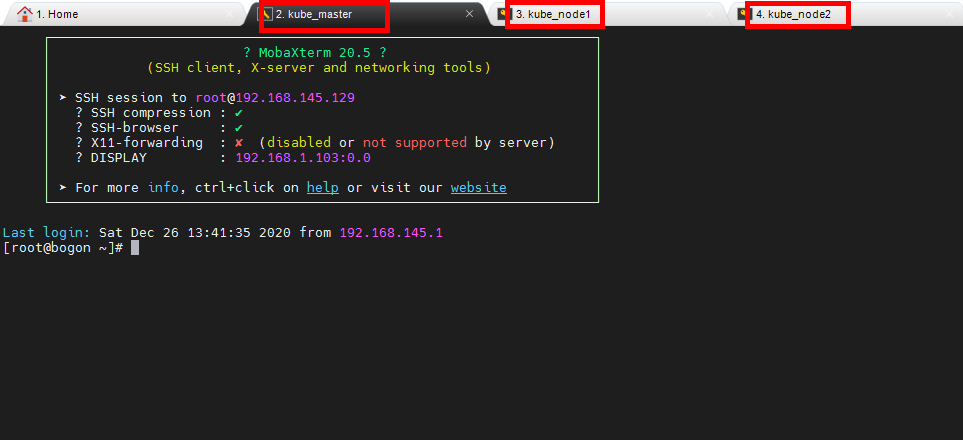 1. Home
2. kube_master
3. kube_node1
4. kube_node2
? MobaXterm 20.5 ?
(SSH client, X-server and networking tools)
➤ SSH session to root@192.168.145.129
? SSH compression : ✔
? SSH-browser : ✔
? X11-forwarding : ✘ (disabled or not supported by server)
? DISPLAY : 192.168.1.103:0.0
➤ For more info, ctrl+click on help or visit our website
Last login: Sat Dec 26 13:41:35 2020 from 192.168.145.1
[root@bogon ~]#